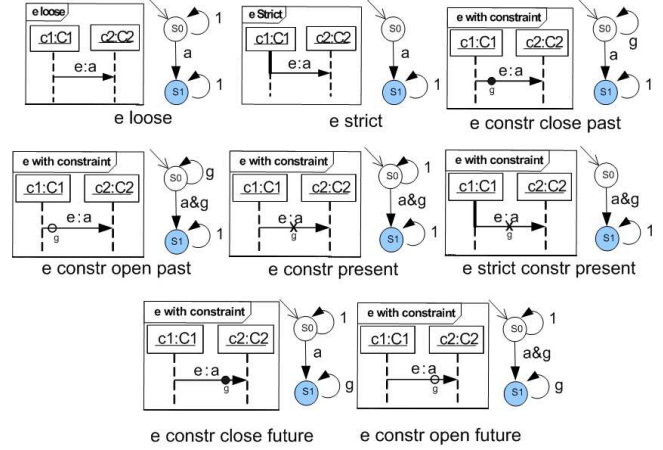 e loose
c1:C1 c2:C2
e:a
S0 1
a
S1 1
e loose
e Strict
c1:C1 c2:C2
e:a
S0
a
S1 1
e strict
e with constraint
c1:C1 c2:C2
e:a
g
S0 g
a
S1 1
e constr close past
e with constraint
c1:C1 c2:C2
e:a
g
S0 g
a&g
S1 1
e constr open past
e with constraint
c1:C1 c2:C2
e:a
g
S0 1
a&g
S1 1
e constr present
e with constraint
c1:C1 c2:C2
e:a
g
S0
a&g
S1 1
e strict constr present
e with constraint
c1:C1 c2:C2
e:a
g
S0 1
a
S1 g
e constr close future
e with constraint
c1:C1 c2:C2
e:a
g
S0 1
a&g
S1 g
e constr open future